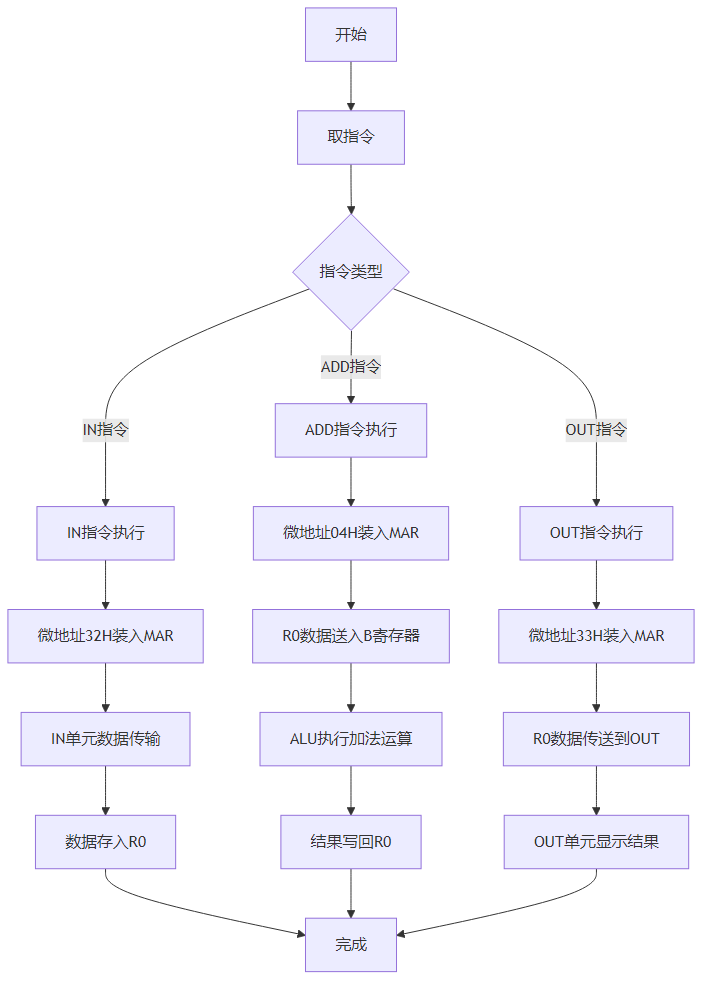 开始
取指令
指令类型
ADD指令
IN指令
OUT指令
ADD指令执行
IN指令执行
微地址04H装入MAR
OUT指令执行
微地址32H装入MAR
R0数据送入B寄存器
微地址33H装入MAR
IN单元数据传输
ALU执行加法运算
R0数据传送到OUT
数据存入R0
结果写回R0
OUT单元显示结果
完成